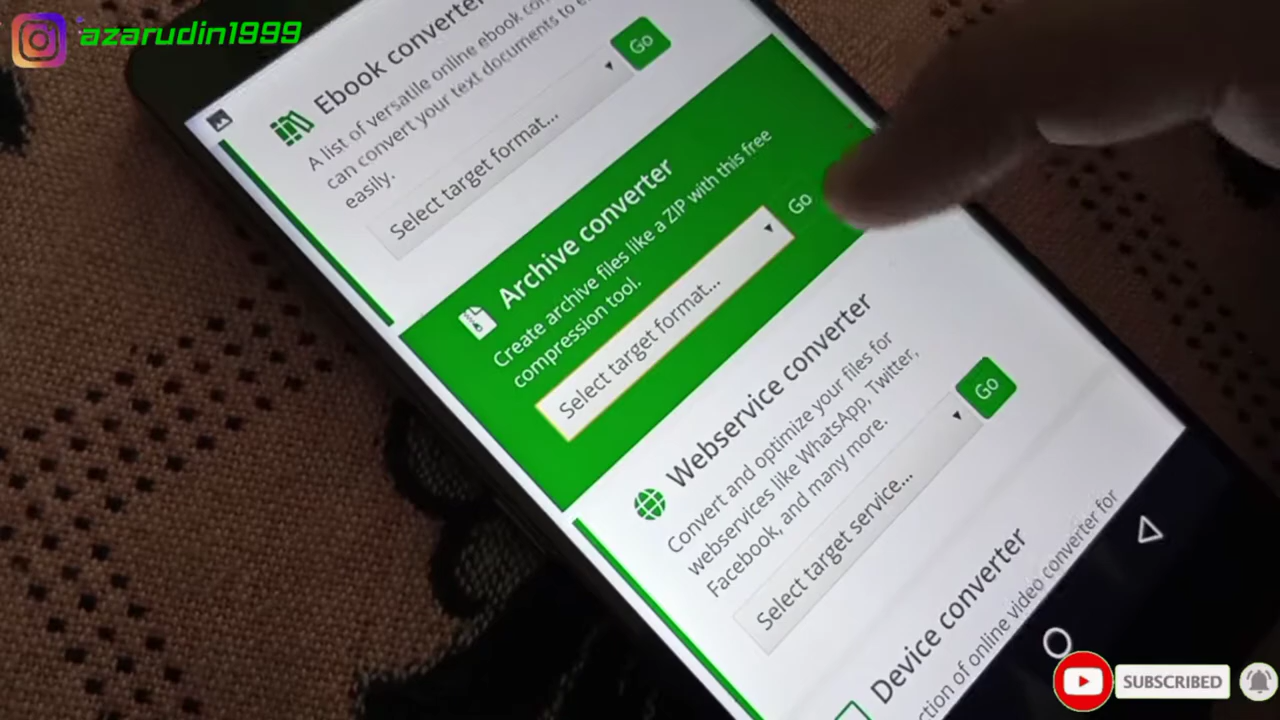 azarudin1999
Ebook converter
A list of versatile online ebook
can convert your text documents to
easily.
Select target format...
Go
Archive converter
Create archive files like a ZIP with this free
compression tool.
Select target format...
Go
Webservice converter
Convert and optimize your files for
webservices like WhatsApp, Twitter,
Facebook, and many more.
Select target service...
Go
Device converter
ction of online video converter for
SUBSCRIBED